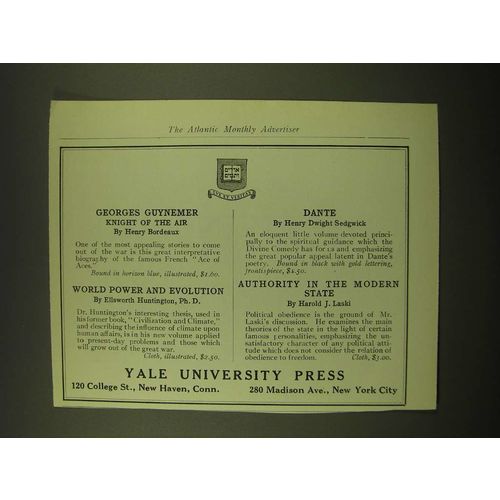 The Atlantic Monthly Advertiser
LUX ET VERITAS
GEORGES GUYNEMER
KNIGHT OF THE AIR
By Henry Bordeaux
One of the most appealing stories to come
out of the war is this great interpretative
biography of the famous French "Ace of
Aces."
Bound in horizon blue, illustrated, $1.60.
WORLD POWER AND EVOLUTION
By Ellsworth Huntington, Ph. D.
Dr. Huntington's interesting thesis, used in
his former book, "Civilization and Climate,"
and describing the influence of climate upon
human affairs, is in his new volume applied
to present-day problems and those which
will grow out of the great war.
Cloth, illustrated, $2.50.
DANTE
By Henry Dwight Sedgwick
An eloquent little volume devoted princi-
pally to the spiritual guidance which the
Divine Comedy has for us and emphasizing
the great popular appeal latent in Dante's
poetry. Bound in black with gold lettering,
frontispiece, $1.50.
AUTHORITY IN THE MODERN
STATE
By Harold J. Laski
Political obedience is the ground of Mr.
Laski's discussion. He examines the main
theories of the state in the light of certain
famous personalities, emphasizing the un-
satisfactory character of any political atti-
tude which does not consider the relation of
obedience to freedom. Cloth, $3.00.
YALE UNIVERSITY PRESS
120 College St., New Haven, Conn. 280 Madison Ave., New York City